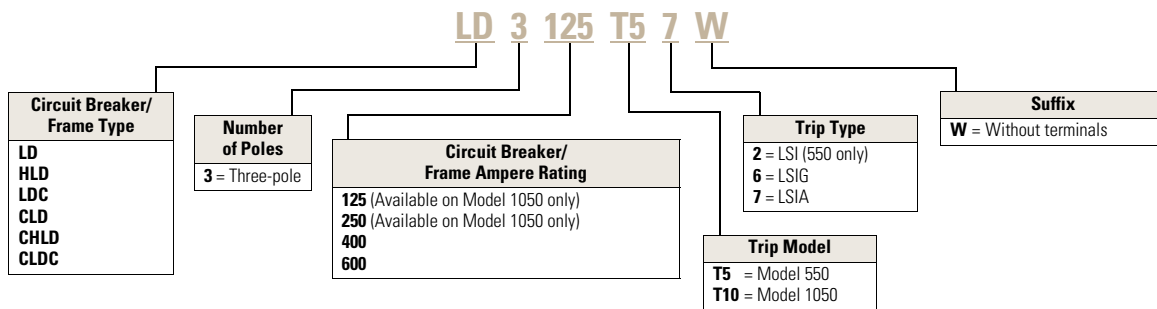 LD 3 125 T5 7 W
Circuit Breaker/
Frame Type
LD
HLD
LDC
CLD
CHLD
CLDC
Number
of Poles
3 = Three-pole
Circuit Breaker/
Frame Ampere Rating
125 (Available on Model 1050 only)
250 (Available on Model 1050 only)
400
600
Trip Model
T5 = Model 550
T10 = Model 1050
Trip Type
2 = LSI (550 only)
6 = LSIG
7 = LSIA
Suffix
W = Without terminals